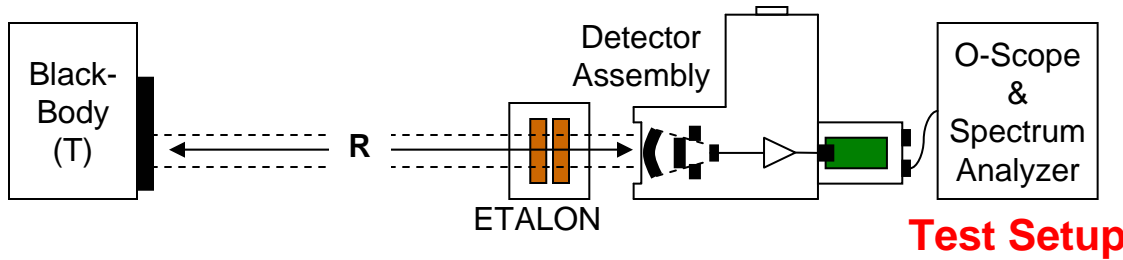 Black-
Body
(T)
R
ETALON
Detector
Assembly
O-Scope
&
Spectrum
Analyzer
Test Setup